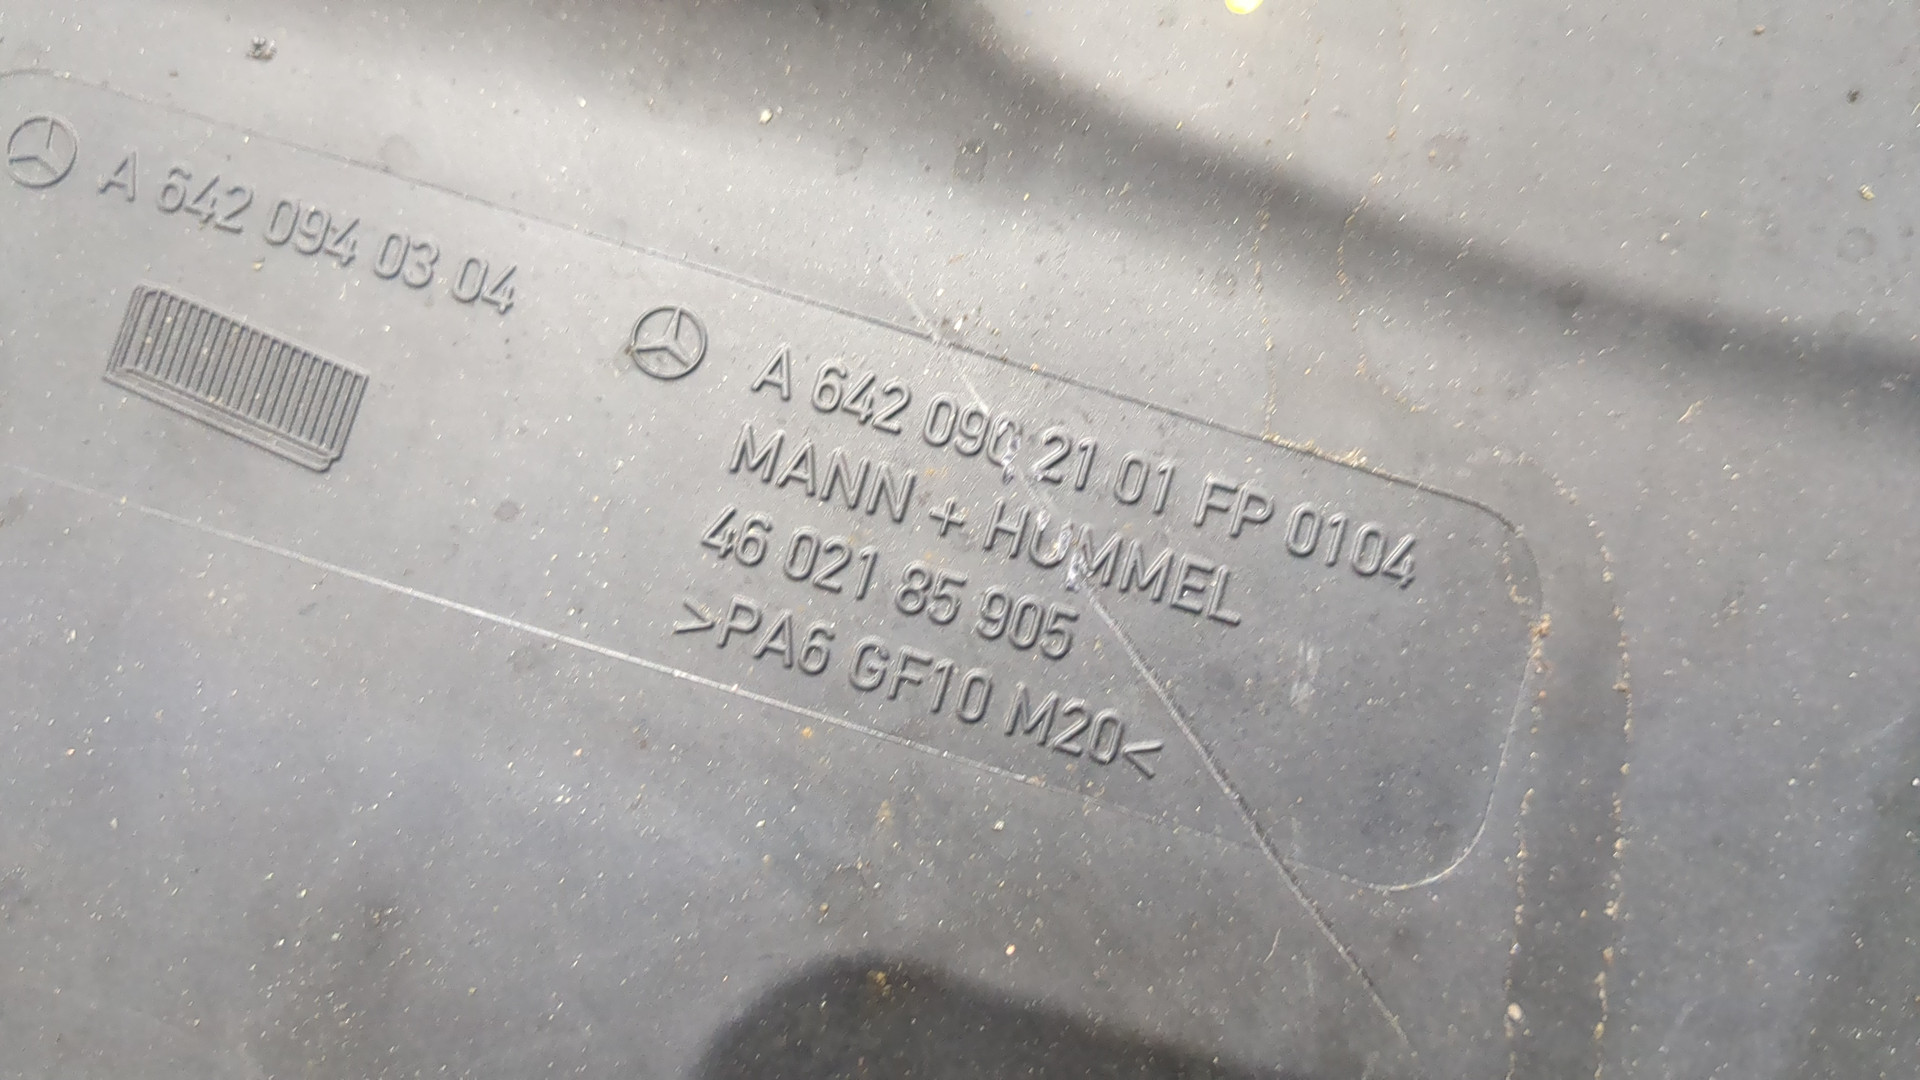 A 642 094 03 04
A 642 090 21 01 FP 0104
MANN + HUMMEL
46 021 85 905
>PA6 GF10 M20<